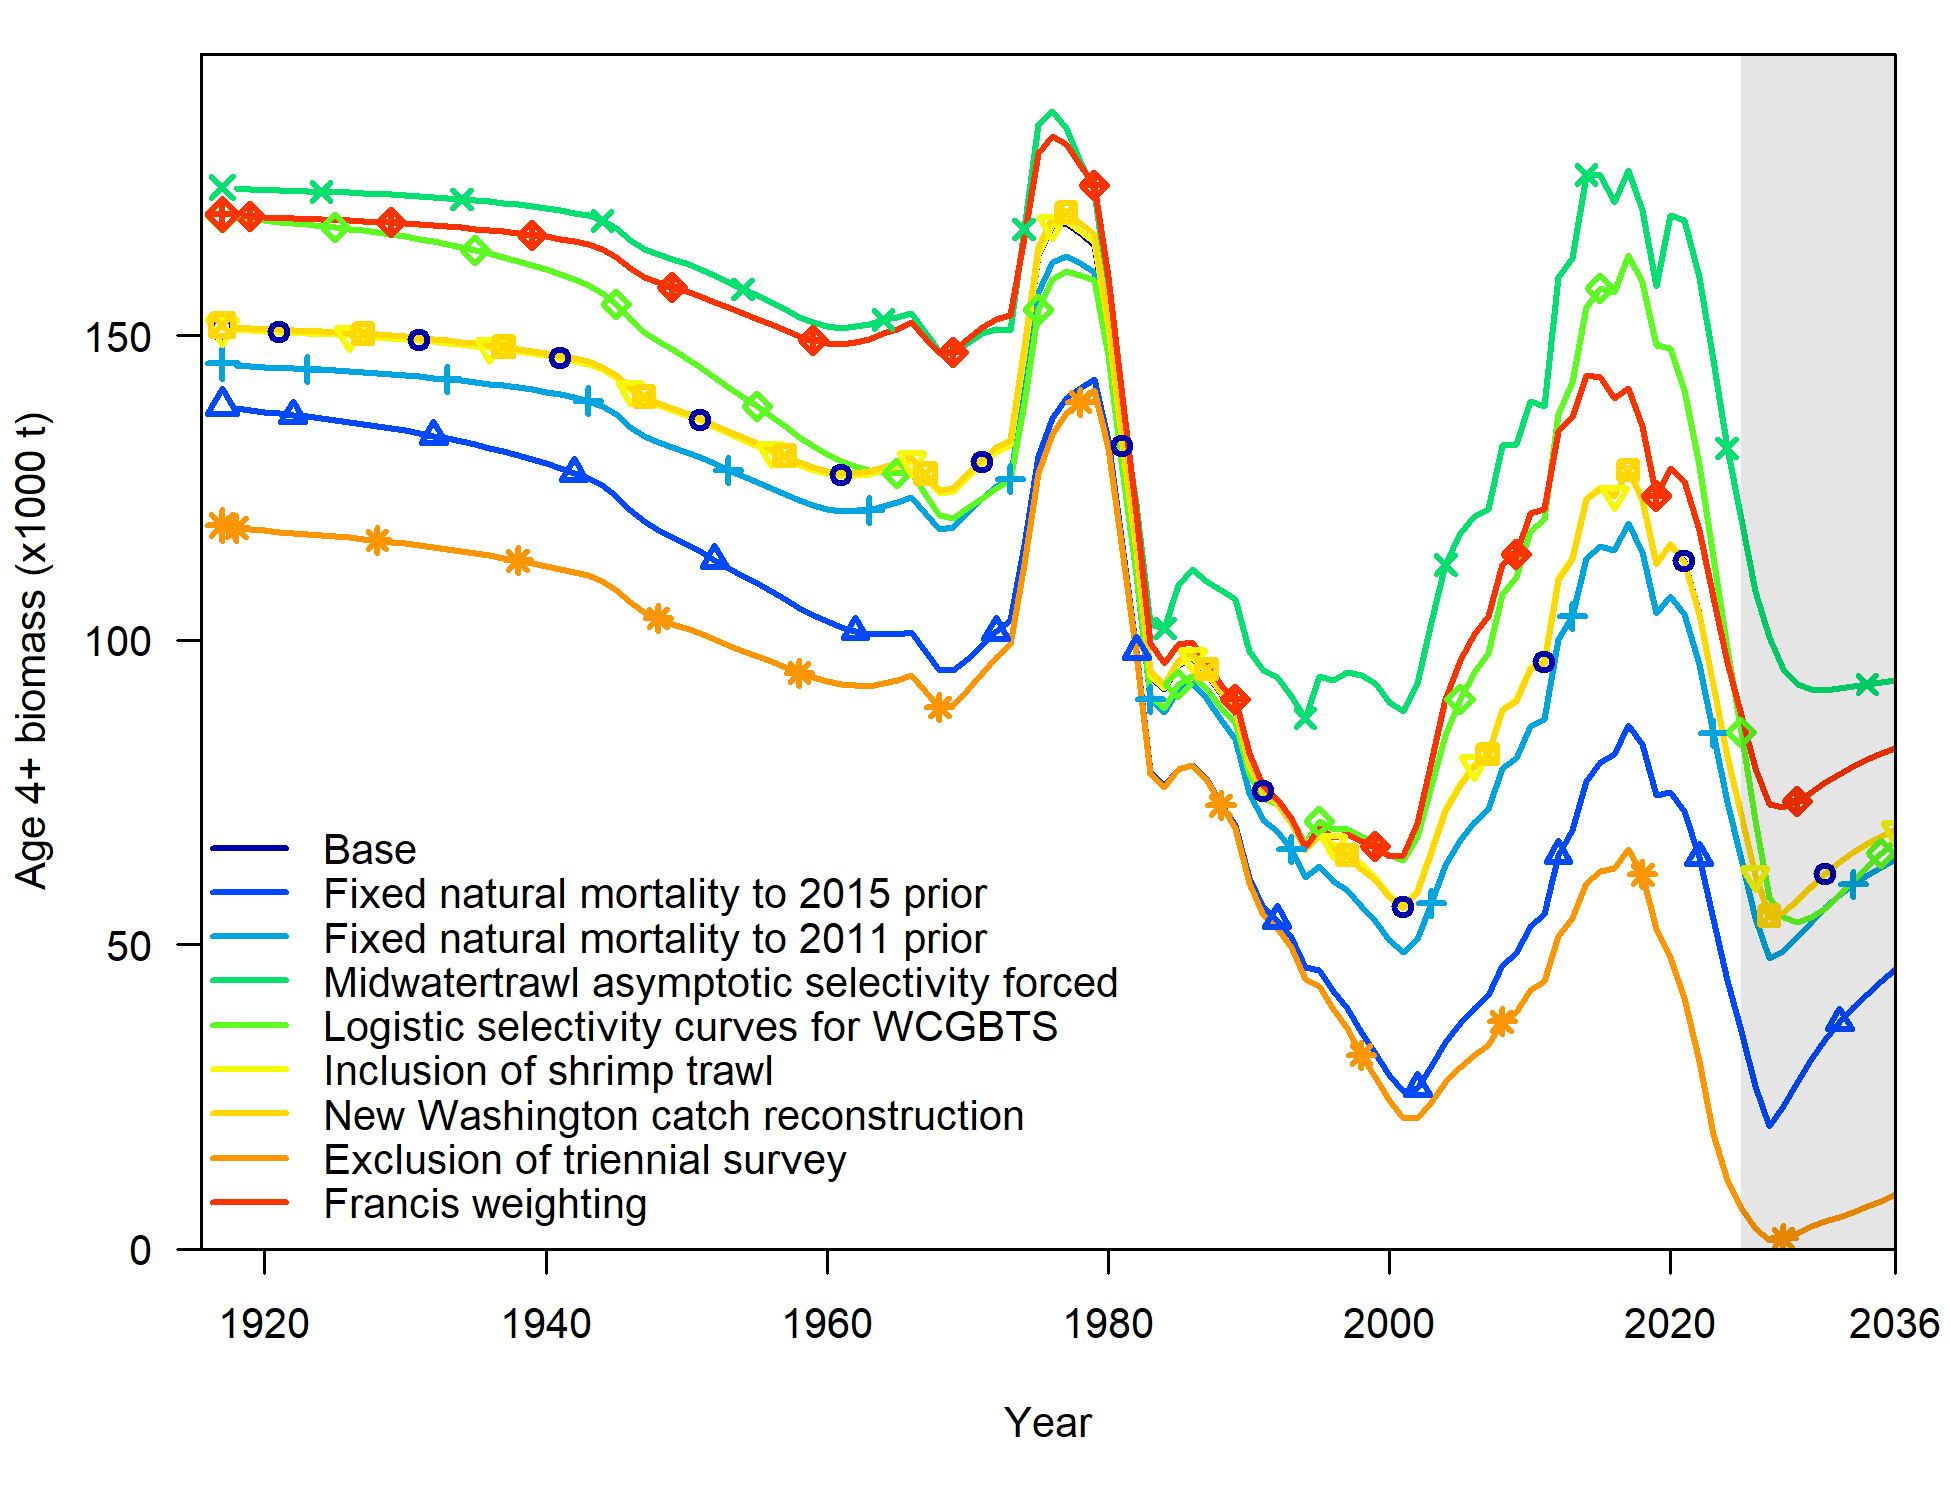 Age 4+ biomass (x1000 t)
150
100
50
0
Base
Fixed natural mortality to 2015 prior
Fixed natural mortality to 2011 prior
Midwatertrawl asymptotic selectivity forced
Logistic selectivity curves for WCGBTS
Inclusion of shrimp trawl
New Washington catch reconstruction
Exclusion of triennial survey
Francis weighting
1920 1940 1960 1980 2000 2020 2036
Year